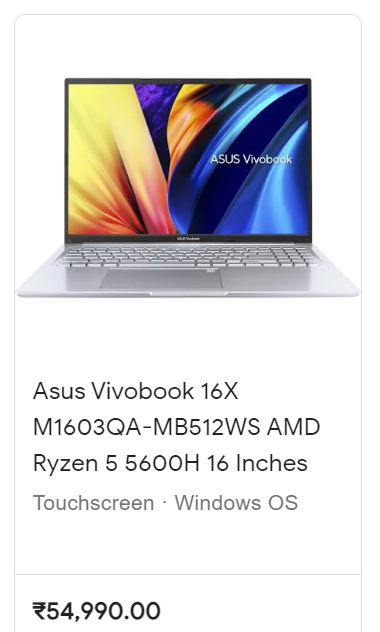 ASUS Vivobook
ASUS Vivobook
Asus Vivobook 16X
M1603QA-MB512WS AMD
Ryzen 5 5600H 16 Inches
Touchscreen · Windows OS
₹54,990.00